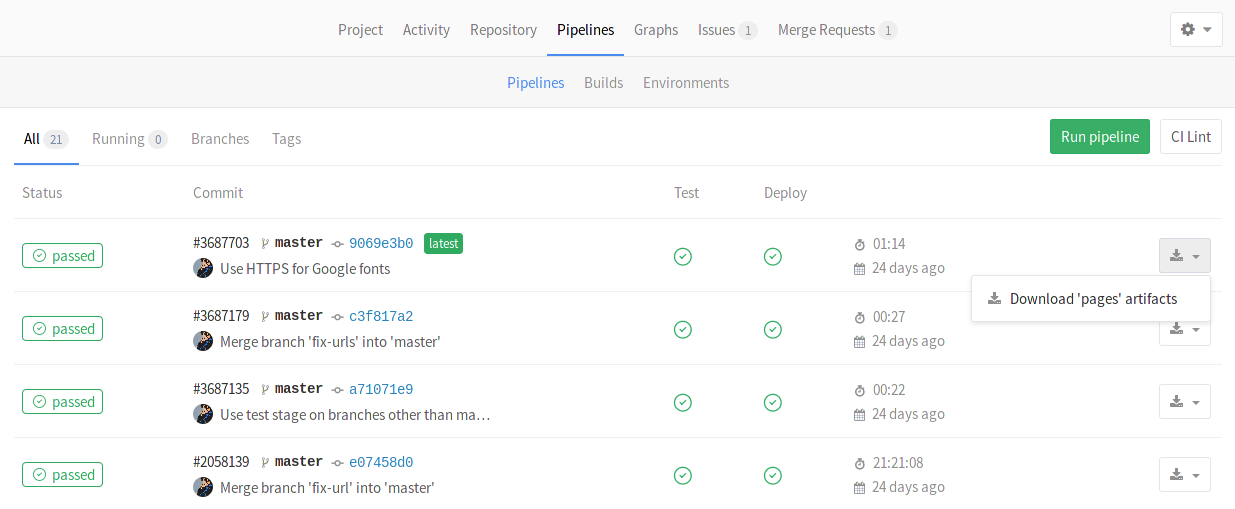 Project Activity Repository Pipelines Graphs Issues 1 Merge Requests 1
Pipelines Builds Environments
All 21 Running 0 Branches Tags Run pipeline CI Lint
Status Commit Test Deploy
#3687703 master 9069e3b0 latest 01:14
passed
Use HTTPS for Google fonts 24 days ago
Download 'pages' artifacts
#3687179 master c3f817a2 00:27
passed
Merge branch 'fix-urls' into 'master' 24 days ago
#3687135 master a71071e9 00:22
passed
Use test stage on branches other than ma… 24 days ago
#2058139 master e07458d0 21:21:08
passed
Merge branch 'fix-url' into 'master' 24 days ago